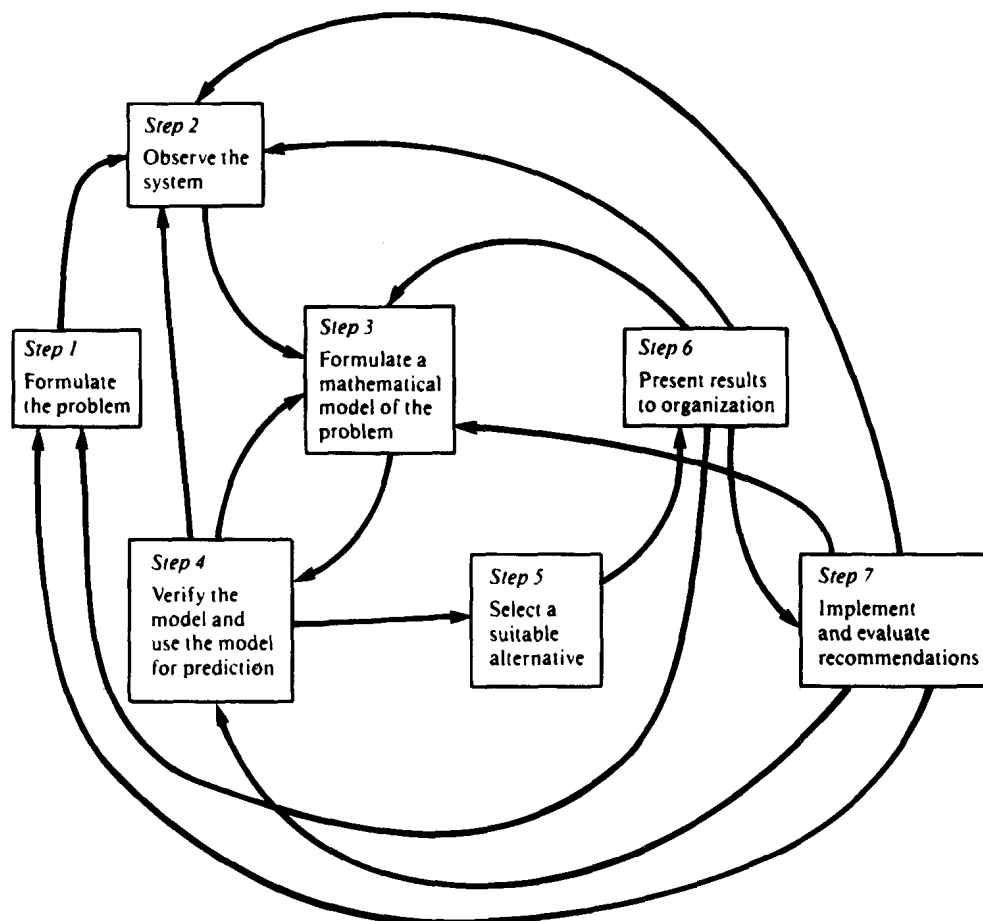 Step 1
Formulate
the problem
Step 2
Observe the
system
Step 3
Formulate a
mathematical
model of the
problem
Step 4
Verify the
model and
use the model
for prediction
Step 5
Select a
suitable
alternative
Step 6
Present results
to organization
Step 7
Implement
and evaluate
recommendations